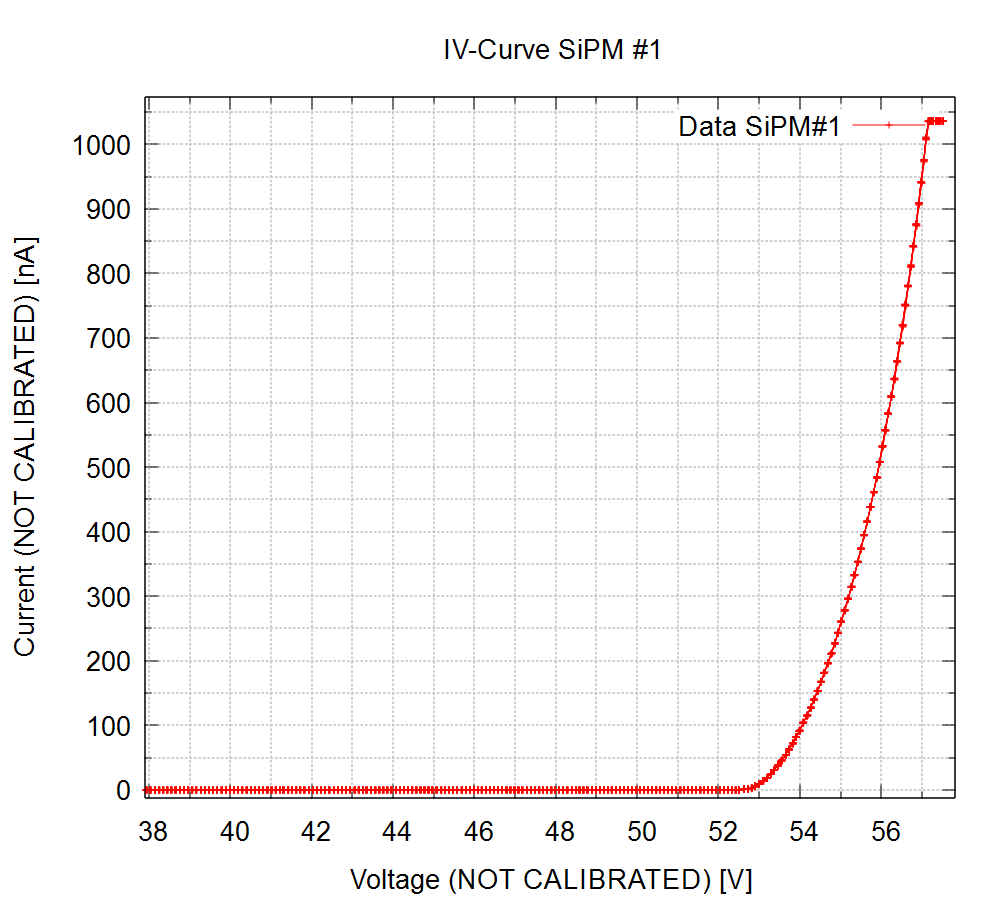 IV-Curve SiPM #1
Data SiPM#1
1000
900
800
700
600
500
400
300
200
100
0
38 40 42 44 46 48 50 52 54 56
Current (NOT CALIBRATED) [nA]
Voltage (NOT CALIBRATED) [V]